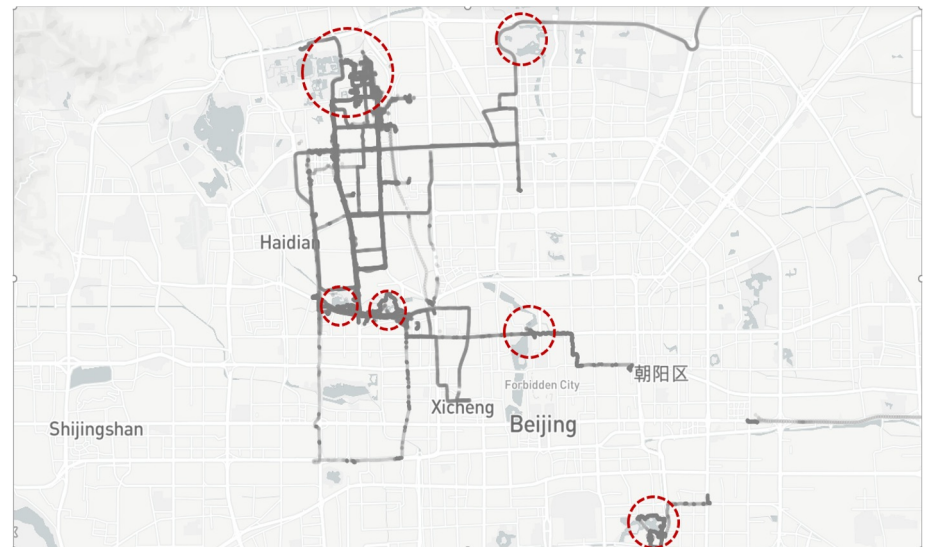 Haidian
朝阳区
Forbidden City
Xicheng
Beijing
Shijingshan